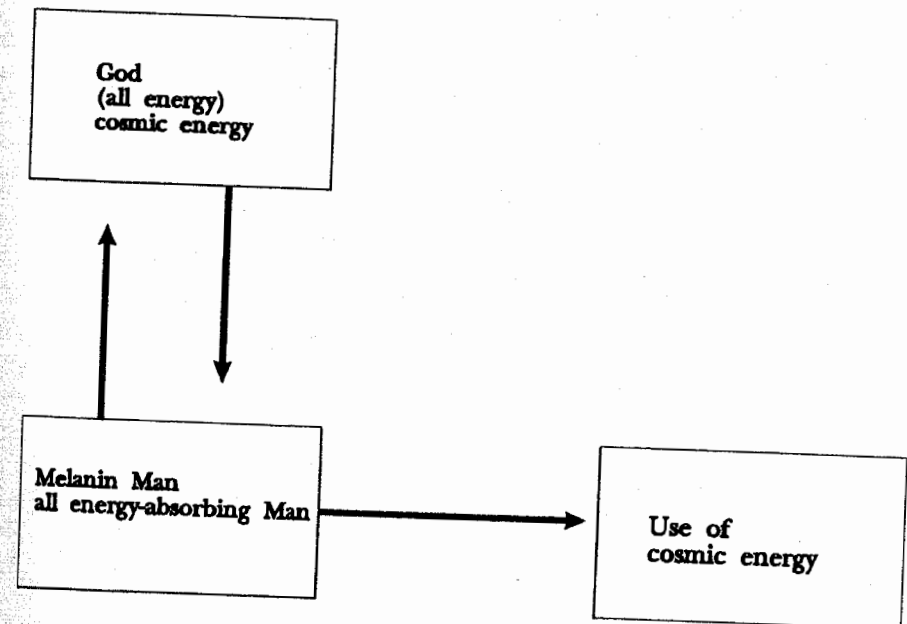 God
(all energy)
cosmic energy
Melanin Man
all energy-absorbing Man
Use of
cosmic energy